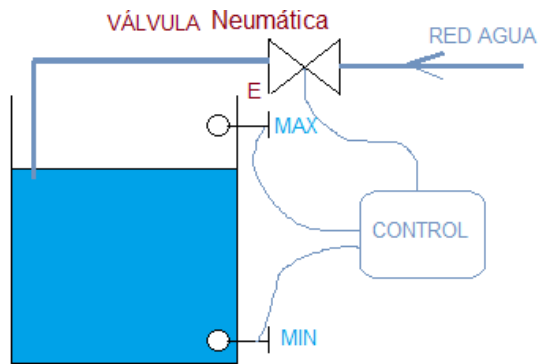 VÁLVULA Neumática
RED AGUA
E
MAX
CONTROL
MIN